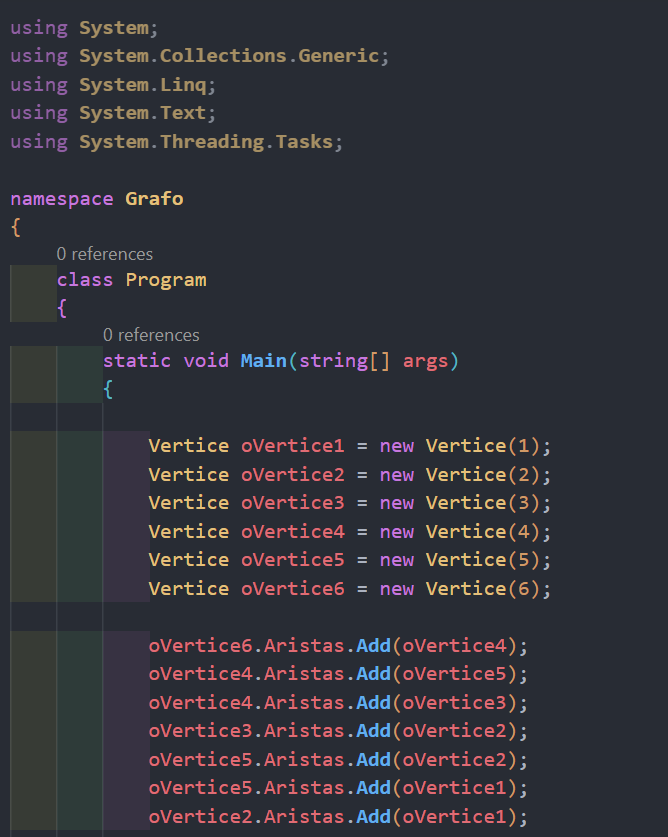 using System;
using System.Collections.Generic;
using System.Linq;
using System.Text;
using System.Threading.Tasks;
namespace Grafo
{
0 references
class Program
{
0 references
static void Main(string[] args)
{
Vertice oVertice1 = new Vertice(1);
Vertice oVertice2 = new Vertice(2);
Vertice oVertice3 = new Vertice(3);
Vertice oVertice4 = new Vertice(4);
Vertice oVertice5 = new Vertice(5);
Vertice oVertice6 = new Vertice(6);
oVertice6.Aristas.Add(oVertice4);
oVertice4.Aristas.Add(oVertice5);
oVertice4.Aristas.Add(oVertice3);
oVertice3.Aristas.Add(oVertice2);
oVertice5.Aristas.Add(oVertice2);
oVertice5.Aristas.Add(oVertice1);
oVertice2.Aristas.Add(oVertice1);